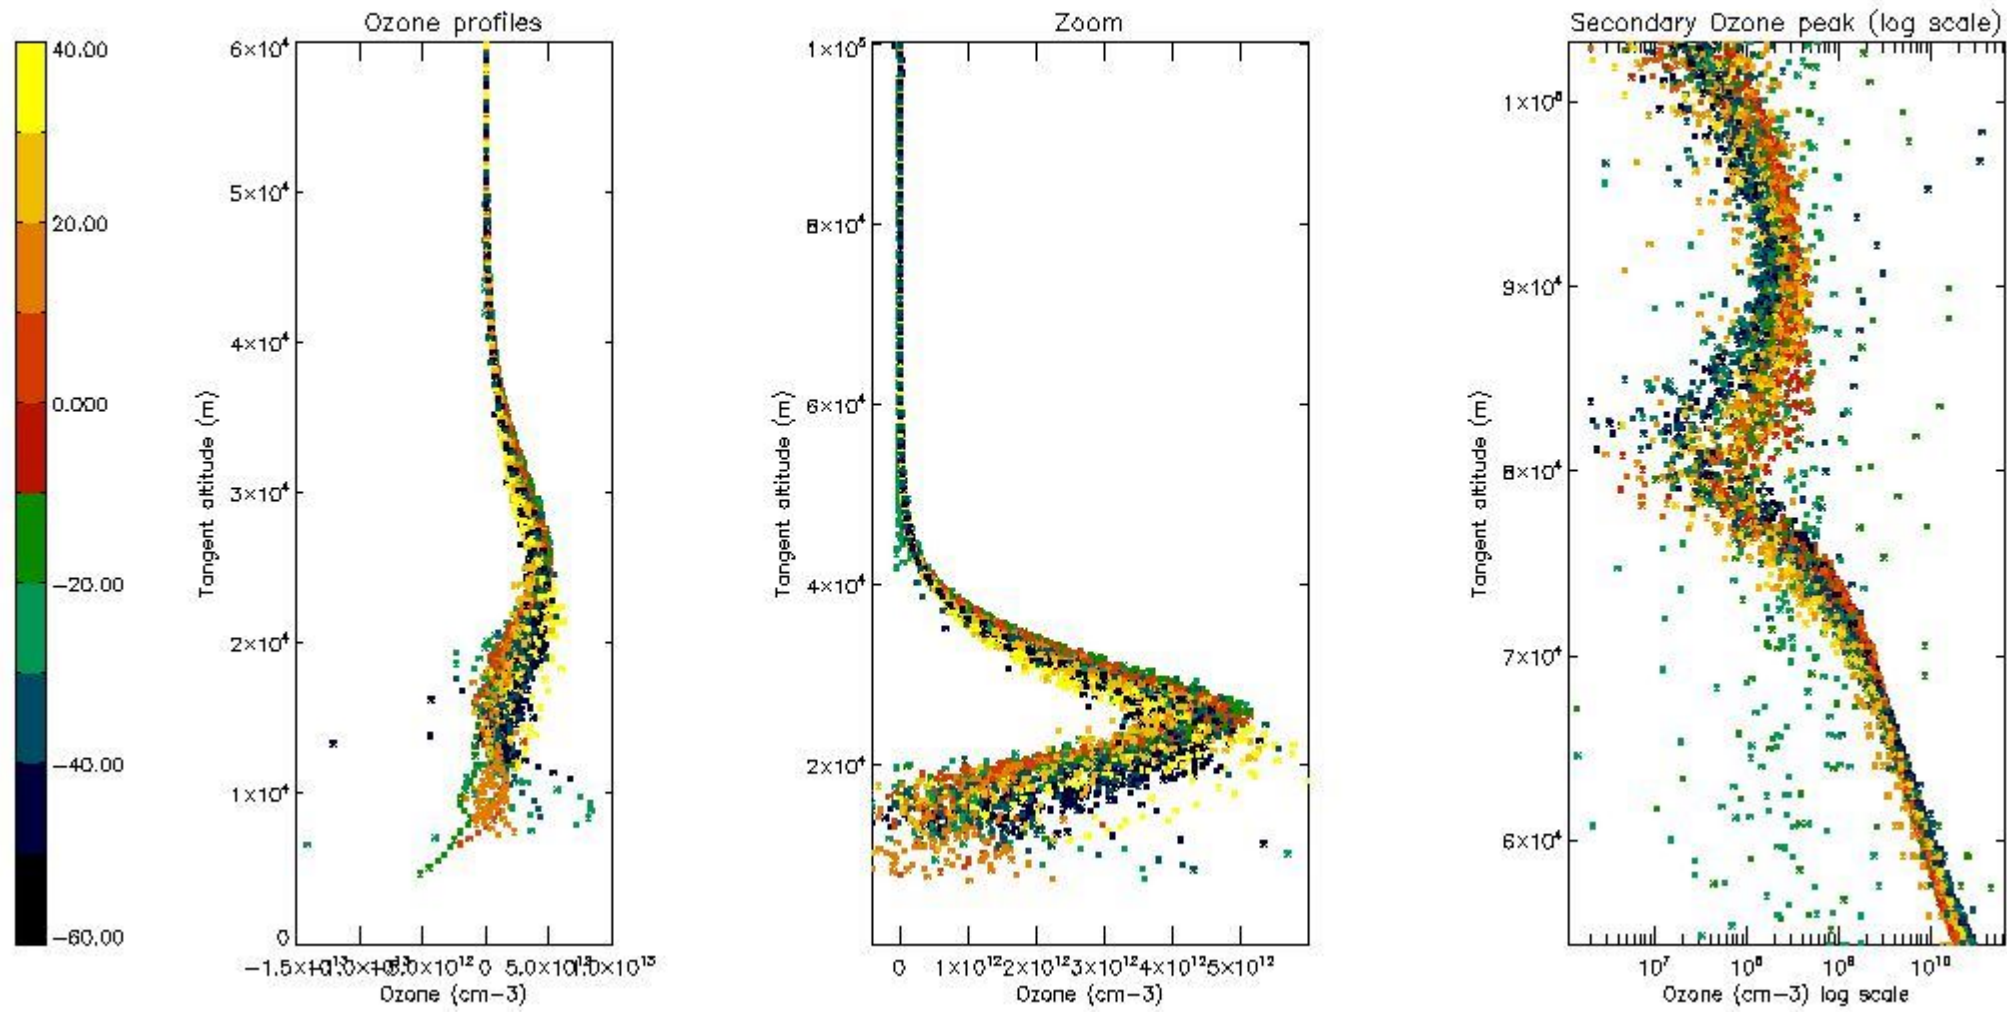 Ozone profiles
Zoom
Secondary Ozone peak (log scale)
40.00
20.00
0.000
−20.00
−40.00
−60.00
6×10⁴
5×10⁴
4×10⁴
3×10⁴
2×10⁴
1×10⁴
0
Tangent altitude (m)
0 5.0×10¹² 1.0×10¹³
Ozone (cm−3)
1×10⁵
8×10⁴
6×10⁴
4×10⁴
2×10⁴
Tangent altitude (m)
0 1×10¹² 2×10¹² 3×10¹² 4×10¹² 5×10¹²
Ozone (cm−3)
1×10⁵
9×10⁴
8×10⁴
7×10⁴
6×10⁴
Tangent altitude (m)
10⁷ 10⁸ 10⁹ 10¹⁰
Ozone (cm−3) log scale